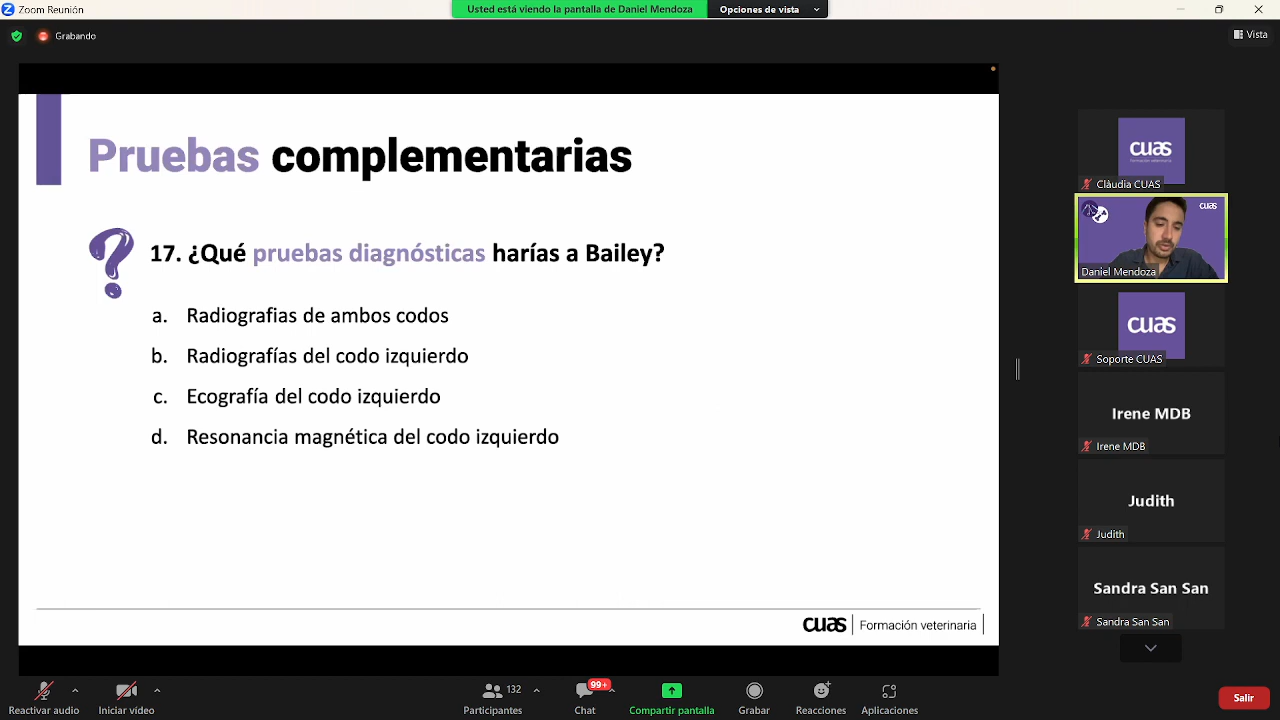 Zoom Reunión
Usted está viendo la pantalla de Daniel Mendoza
Opciones de vista
Grabando
Vista
Pruebas complementarias
17. ¿Qué pruebas diagnósticas harías a Bailey?
a. Radiografias de ambos codos
b. Radiografías del codo izquierdo
c. Ecografía del codo izquierdo
d. Resonancia magnética del codo izquierdo
cuas | Formación veterinaria
cuas
Formación veterinaria
Clàudia CUAS
cuas
Daniel Mendoza
cuas
Soporte CUAS
Irene MDB
Irene MDB
Judith
Judith
Sandra San San
Sandra San San
Reactivar audio
Iniciar vídeo
132
Participantes
99+
Chat
Compartir pantalla
Grabar
Reacciones
Aplicaciones
Salir